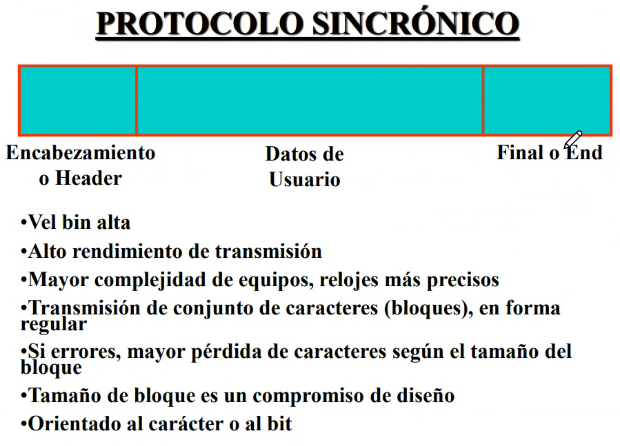 PROTOCOLO SINCRÓNICO
Encabezamiento
o Header
Datos de
Usuario
Final o End
•Vel bin alta
•Alto rendimiento de transmisión
•Mayor complejidad de equipos, relojes más precisos
•Transmisión de conjunto de caracteres (bloques), en forma
regular
•Si errores, mayor pérdida de caracteres según el tamaño del
bloque
•Tamaño de bloque es un compromiso de diseño
•Orientado al carácter o al bit